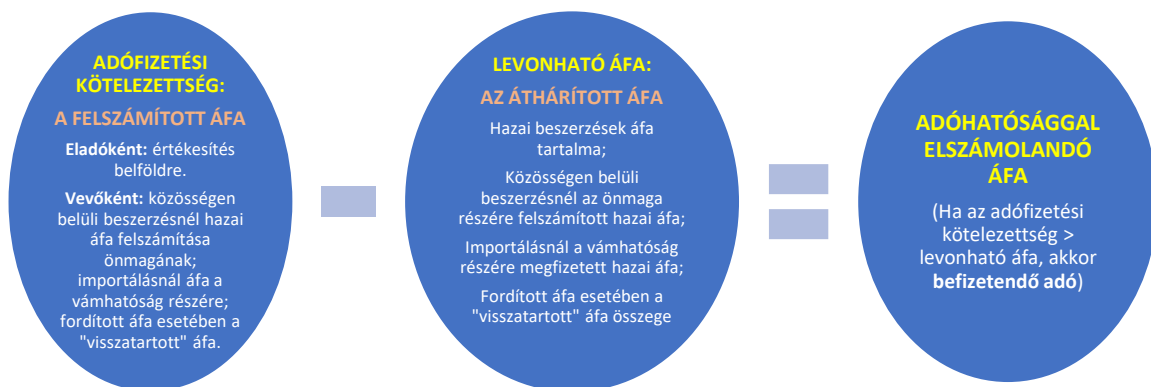 ADÓFIZETÉSI
KÖTELEZETTSÉG:
A FELSZÁMÍTOTT ÁFA
Eladóként: értékesítés
belföldre.
Vevőként: közösségen
belüli beszerzésnél hazai
áfa felszámítása
önmagának;
importálásnál áfa a
vámhatóság részére;
fordított áfa esetében a
"visszatartott" áfa.
LEVONHATÓ ÁFA:
AZ ÁTHÁRÍTOTT ÁFA
Hazai beszerzések áfa
tartalma;
Közösségen belüli
beszerzésnél az önmaga
részére felszámított hazai áfa;
Importálásnál a vámhatóság
részére megfizetett hazai áfa;
Fordított áfa esetében a
"visszatartott" áfa összege
ADÓHATÓSÁGGAL
ELSZÁMOLANDÓ
ÁFA
(Ha az adófizetési
kötelezettség >
levonható áfa, akkor
befizetendő adó)